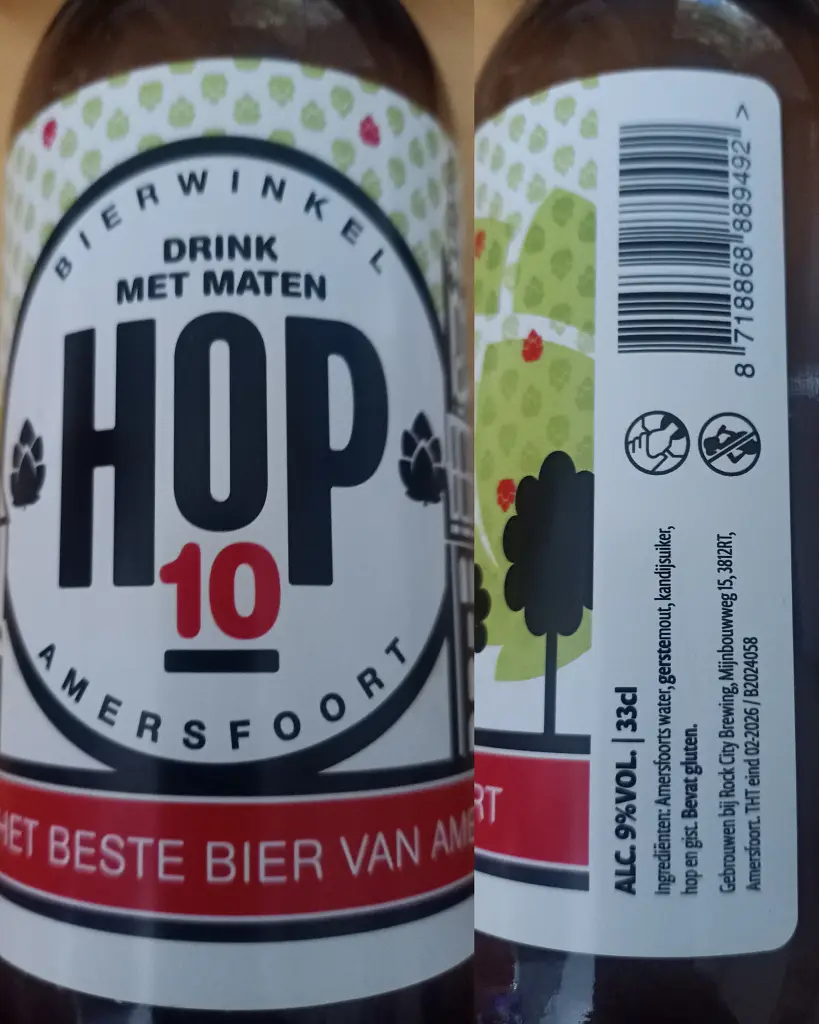 BIERWINKEL
DRINK
MET MATEN
HOP
10
AMERSFOORT
HET BESTE BIER VAN AME
RT
8 718868 889492 >
ALC. 9%VOL. | 33cl
Ingrediënten: Amersfoorts water, gerstemout, kandijsuiker,
hop en gist. Bevat gluten.
Gebrouwen bij Rock City Brewing, Mijnbouwweg 15, 3812RT,
Amersfoort. THT eind 02-2026 / B2024058